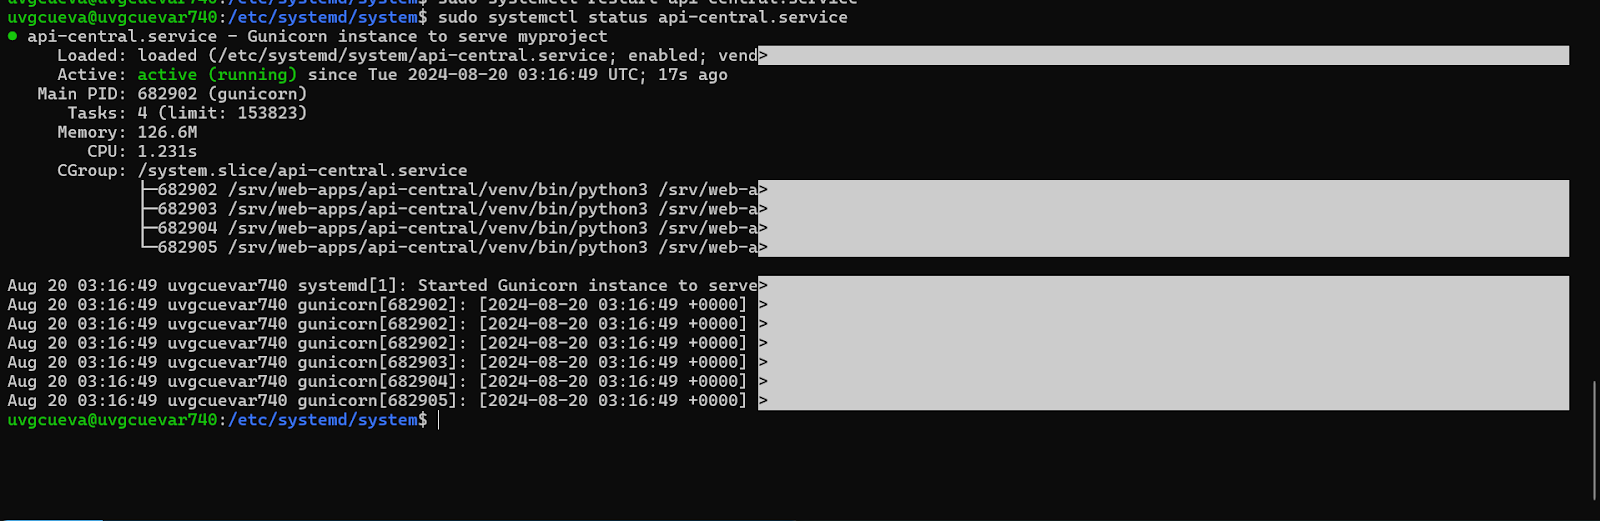 uvgcueva@uvgcuevar740:/etc/systemd/system$ sudo systemctl restart api-central.service
uvgcueva@uvgcuevar740:/etc/systemd/system$ sudo systemctl status api-central.service
● api-central.service - Gunicorn instance to serve myproject
     Loaded: loaded (/etc/systemd/system/api-central.service; enabled; vend>
     Active: active (running) since Tue 2024-08-20 03:16:49 UTC; 17s ago
   Main PID: 682902 (gunicorn)
      Tasks: 4 (limit: 153823)
     Memory: 126.6M
        CPU: 1.231s
     CGroup: /system.slice/api-central.service
             ├─682902 /srv/web-apps/api-central/venv/bin/python3 /srv/web-a>
             ├─682903 /srv/web-apps/api-central/venv/bin/python3 /srv/web-a>
             ├─682904 /srv/web-apps/api-central/venv/bin/python3 /srv/web-a>
             └─682905 /srv/web-apps/api-central/venv/bin/python3 /srv/web-a>
Aug 20 03:16:49 uvgcuevar740 systemd[1]: Started Gunicorn instance to serve>
Aug 20 03:16:49 uvgcuevar740 gunicorn[682902]: [2024-08-20 03:16:49 +0000] >
Aug 20 03:16:49 uvgcuevar740 gunicorn[682902]: [2024-08-20 03:16:49 +0000] >
Aug 20 03:16:49 uvgcuevar740 gunicorn[682902]: [2024-08-20 03:16:49 +0000] >
Aug 20 03:16:49 uvgcuevar740 gunicorn[682903]: [2024-08-20 03:16:49 +0000] >
Aug 20 03:16:49 uvgcuevar740 gunicorn[682904]: [2024-08-20 03:16:49 +0000] >
Aug 20 03:16:49 uvgcuevar740 gunicorn[682905]: [2024-08-20 03:16:49 +0000] >
uvgcueva@uvgcuevar740:/etc/systemd/system$